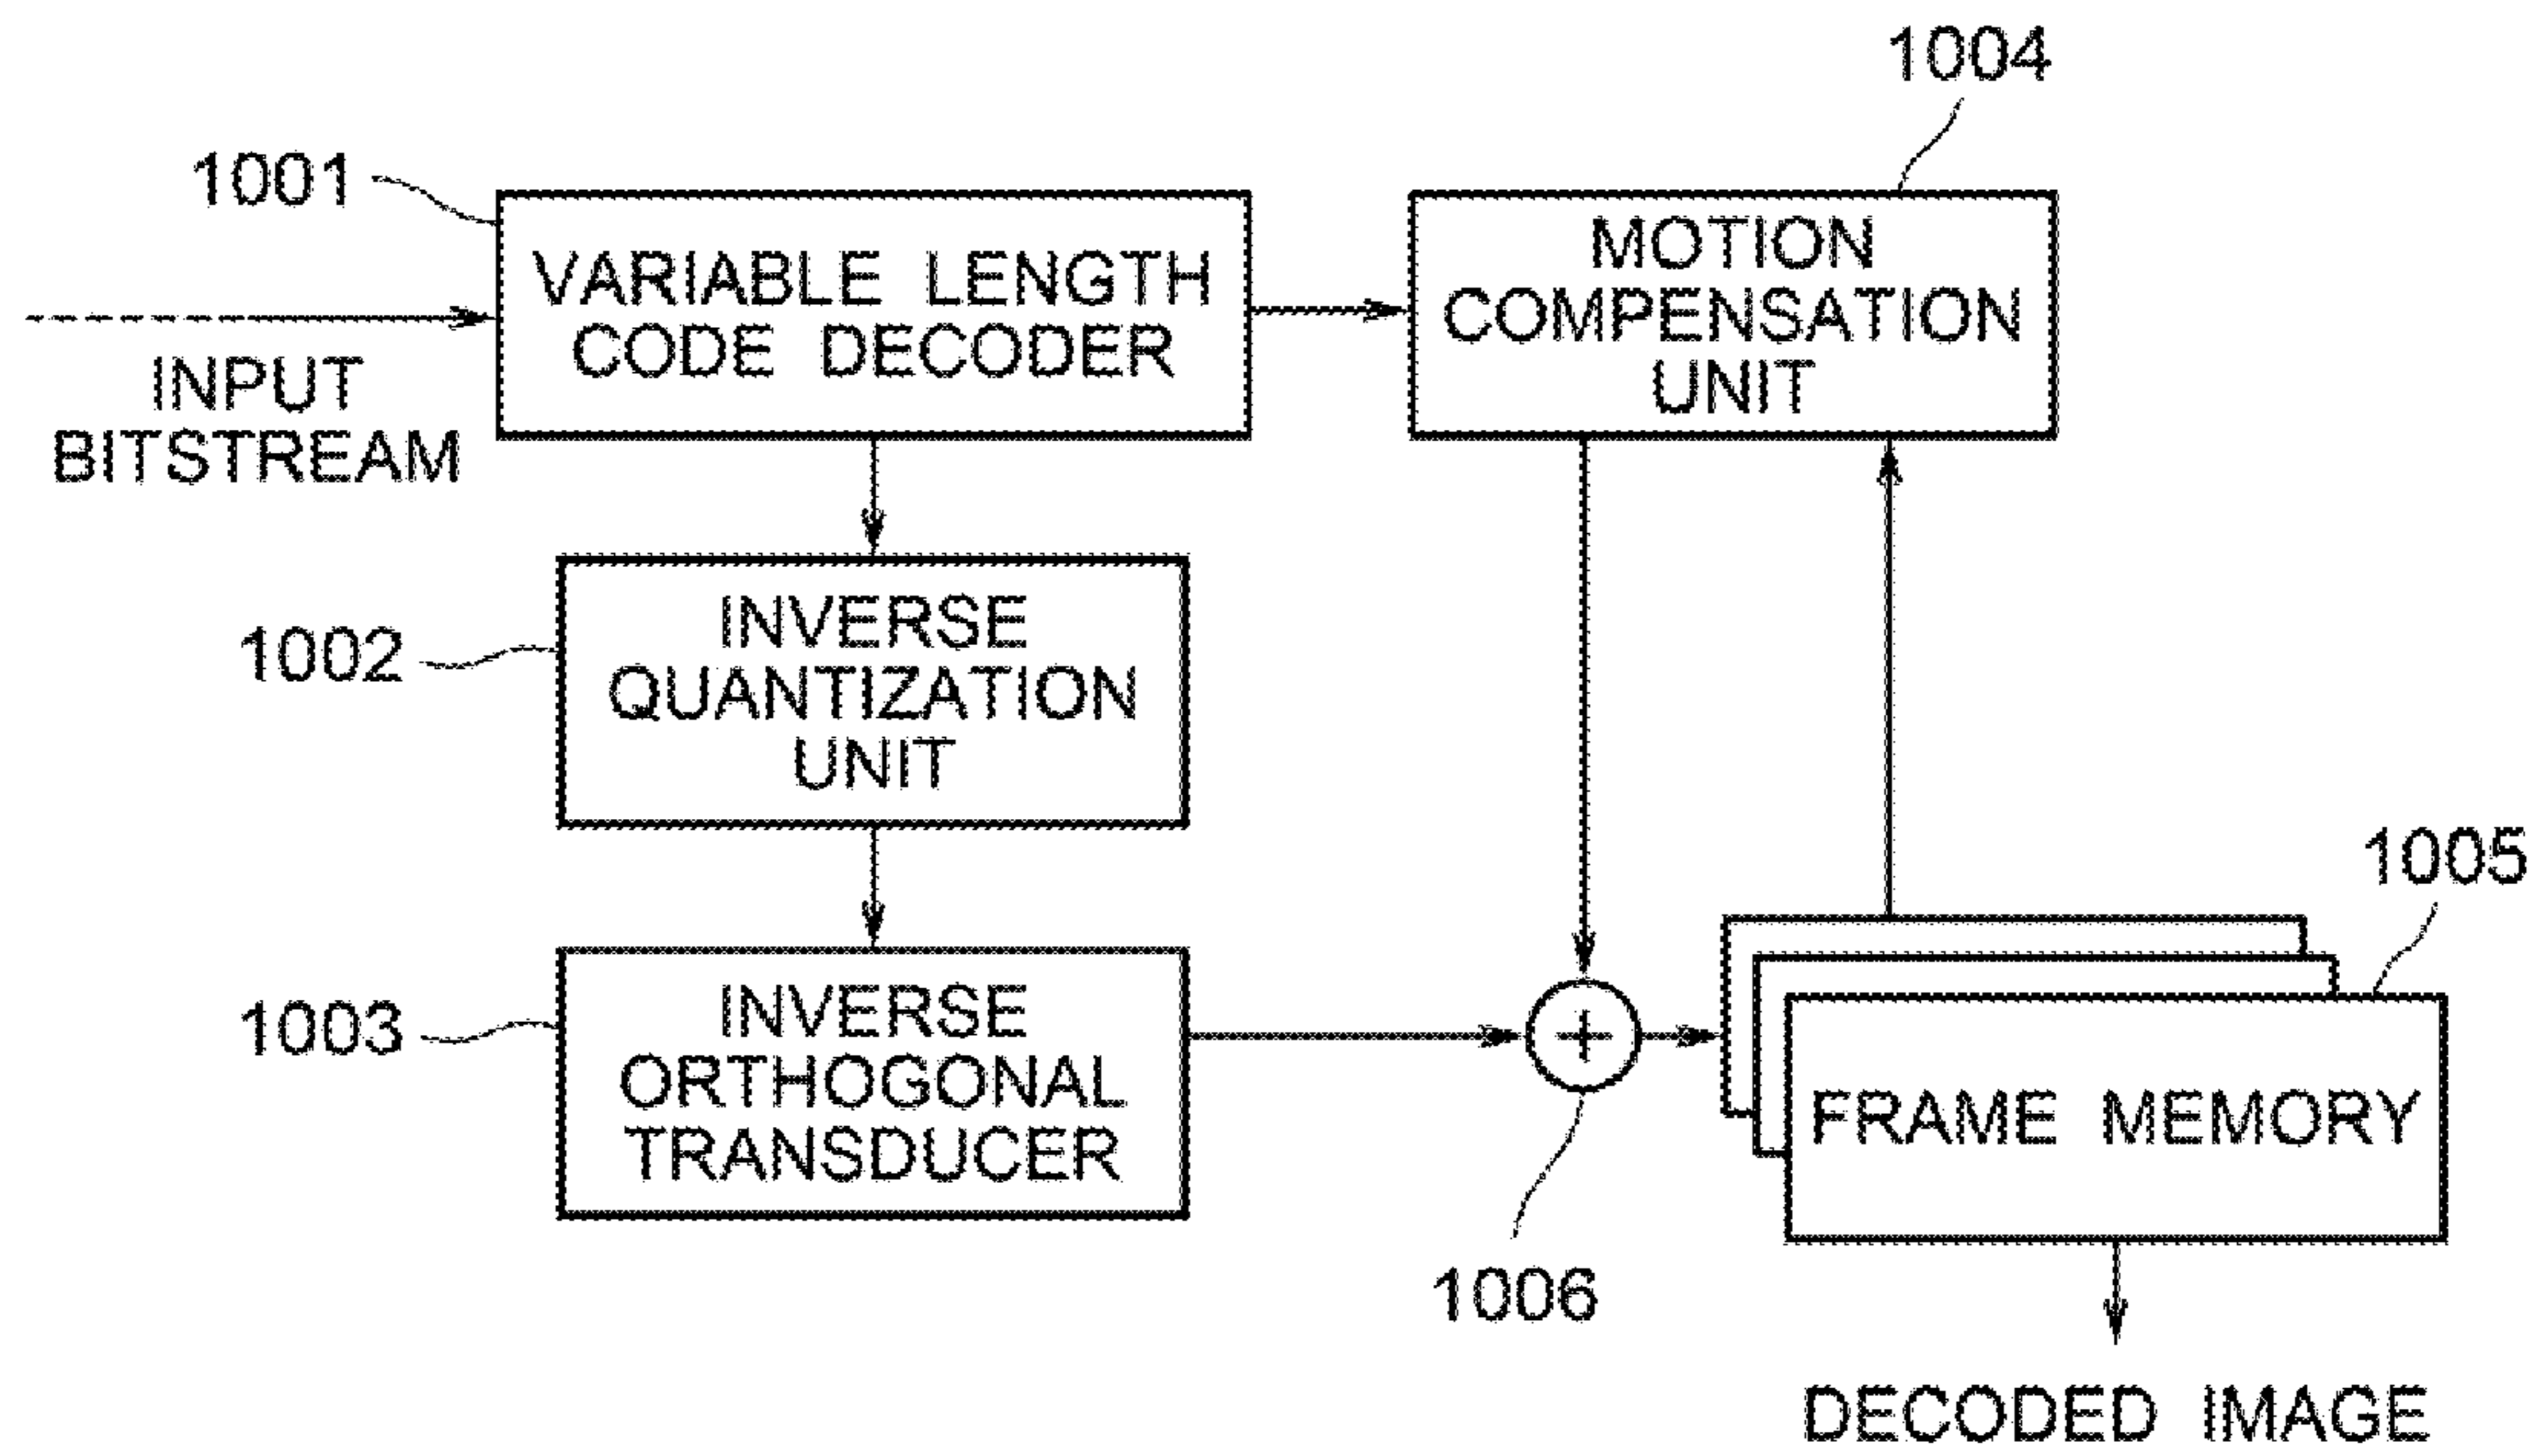 1004
1001
VARIABLE LENGTH
CODE DECODER
MOTION
COMPENSATION
UNIT
INPUT
BITSTREAM
1002
INVERSE
QUANTIZATION
UNIT
1005
1003
INVERSE
ORTHOGONAL
TRANSDUCER
+
FRAME MEMORY
1006
DECODED IMAGE